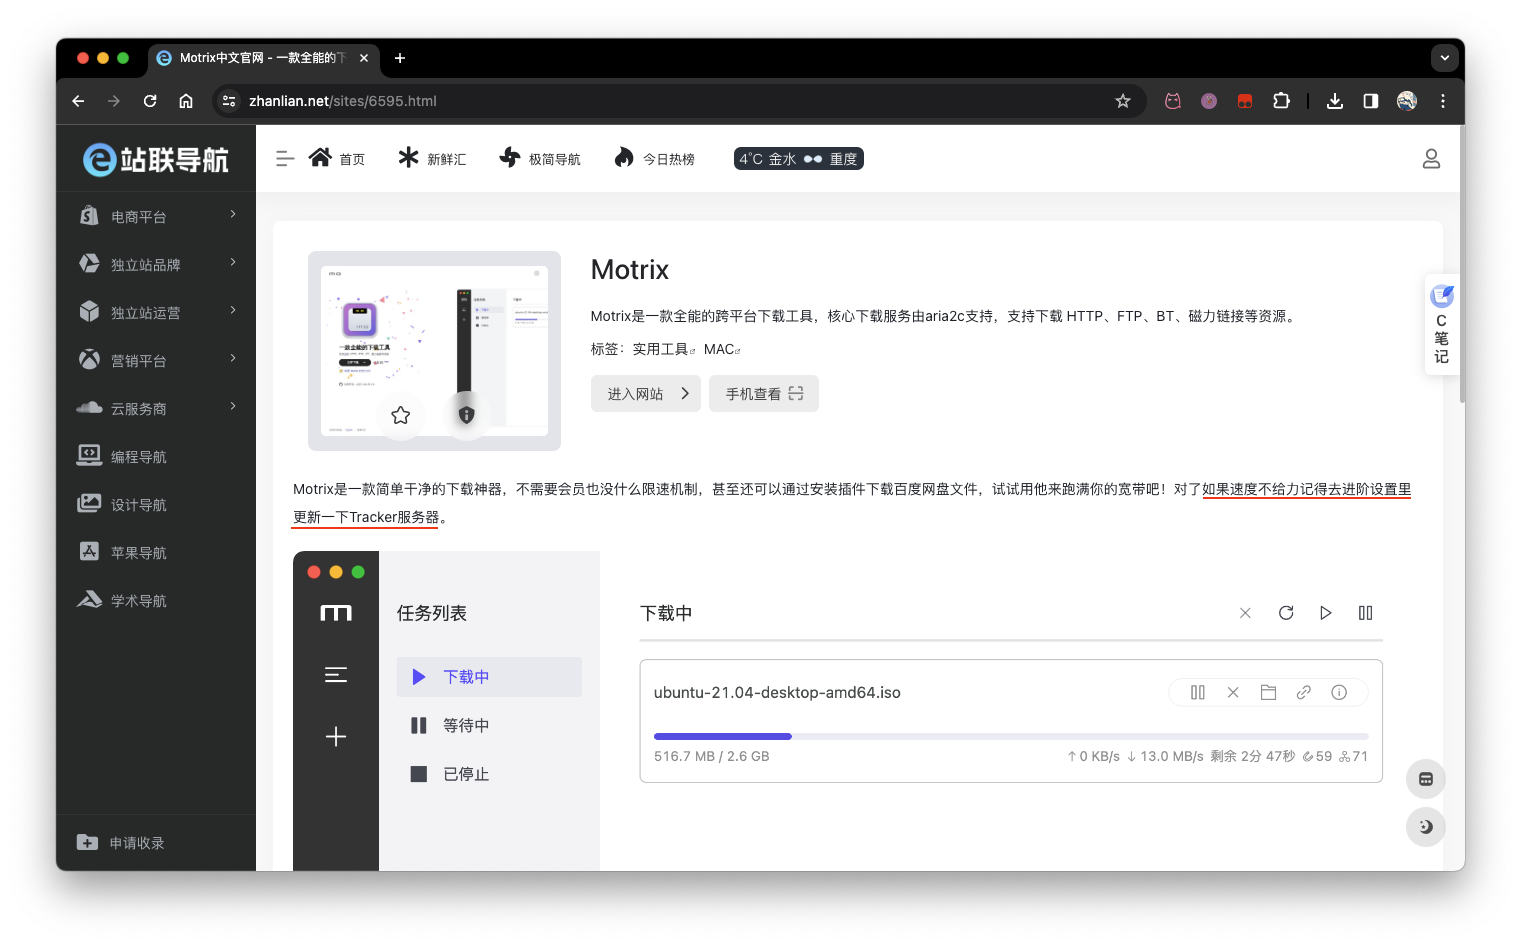 Motrix中文官网 - 一款全能的下
zhanlian.net/sites/6595.html
站联导航
首页
新鲜汇
极简导航
今日热榜
4°C 金水 重度
电商平台
独立站品牌
独立站运营
营销平台
云服务商
编程导航
设计导航
苹果导航
学术导航
申请收录
Motrix
Motrix是一款全能的跨平台下载工具，核心下载服务由aria2c支持，支持下载 HTTP、FTP、BT、磁力链接等资源。
标签： 实用工具 MAC
进入网站
手机查看
C
笔
记
Motrix是一款简单干净的下载神器，不需要会员也没什么限速机制，甚至还可以通过安装插件下载百度网盘文件，试试用他来跑满你的宽带吧！对了如果速度不给力记得去进阶设置里
更新一下Tracker服务器。
m
任务列表
下载中
等待中
已停止
下载中
ubuntu-21.04-desktop-amd64.iso
516.7 MB / 2.6 GB
↑ 0 KB/s ↓ 13.0 MB/s 剩余 2分 47秒 59 71